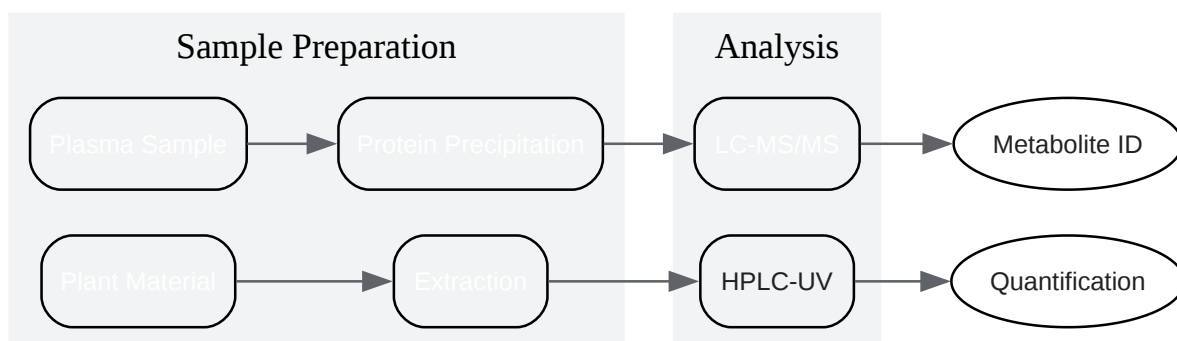 Sample Preparation
Analysis
Plasma Sample
Protein Precipitation
LC-MS/MS
Metabolite ID
Plant Material
Extraction
HPLC-UV
Quantification